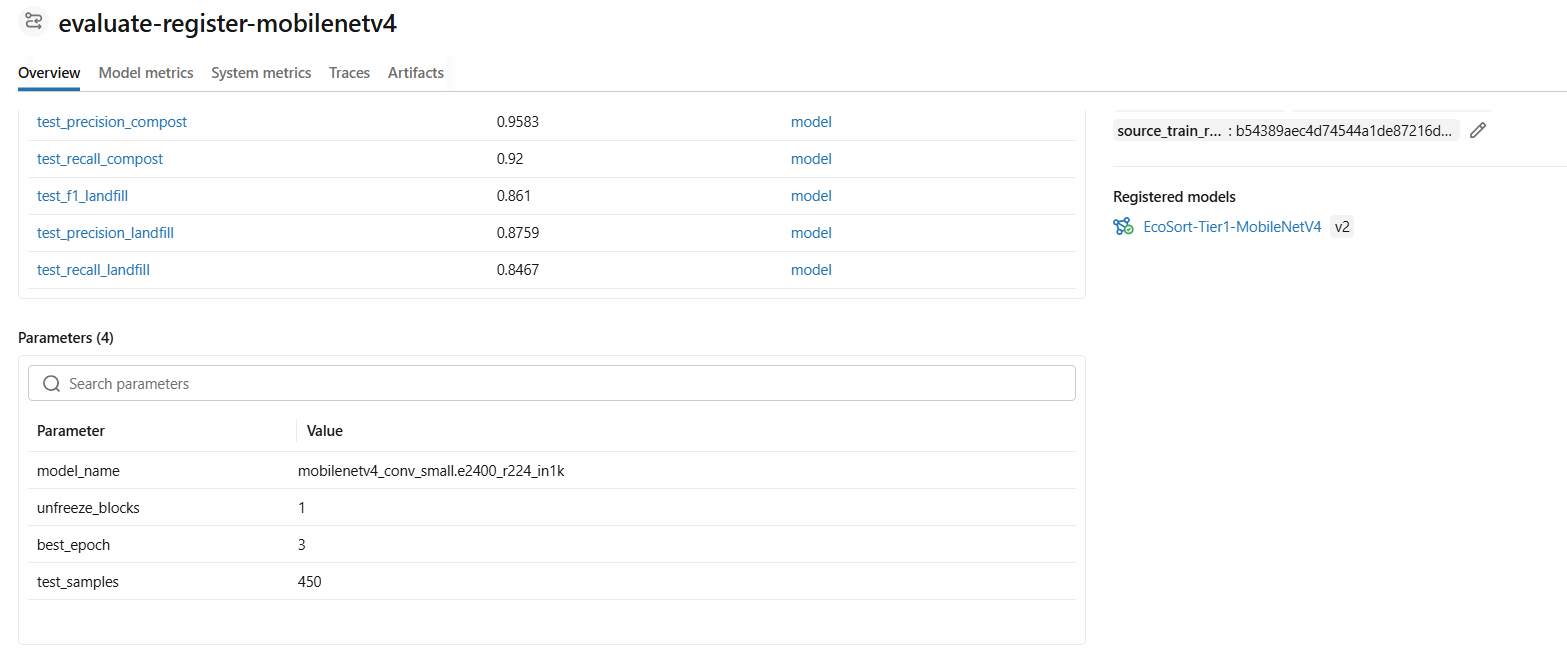 evaluate-register-mobilenetv4
Overview Model metrics System metrics Traces Artifacts
test_precision_compost 0.9583 model
test_recall_compost 0.92 model
test_f1_landfill 0.861 model
test_precision_landfill 0.8759 model
test_recall_landfill 0.8467 model
Parameters (4)
Search parameters
Parameter Value
model_name mobilenetv4_conv_small.e2400_r224_in1k
unfreeze_blocks 1
best_epoch 3
test_samples 450
source_train_r... : b54389aec4d74544a1de87216d...
Registered models
EcoSort-Tier1-MobileNetV4 v2